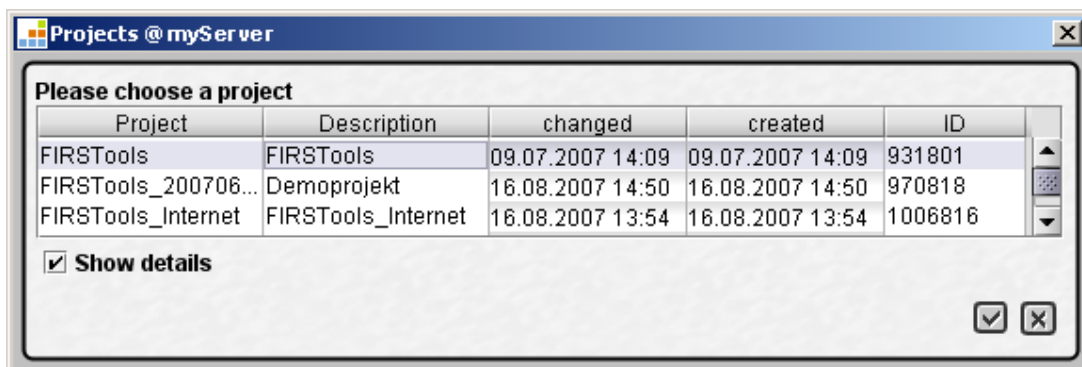 Projects @ myServer
Please choose a project
Project Description changed created ID
FIRSTools FIRSTools 09.07.2007 14:09 09.07.2007 14:09 931801
FIRSTools_200706... Demoprojekt 16.08.2007 14:50 16.08.2007 14:50 970818
FIRSTools_Internet FIRSTools_Internet 16.08.2007 13:54 16.08.2007 13:54 1006816
Show details